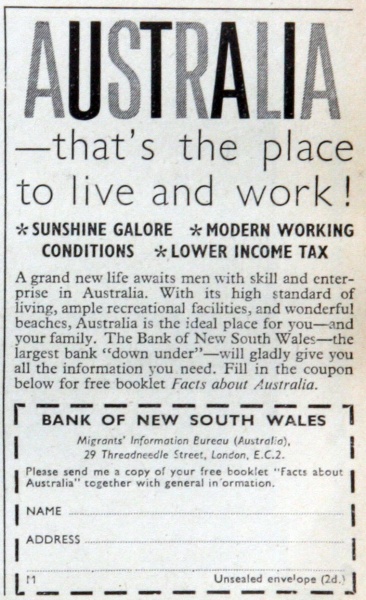 AUSTRALIA
—that's the place
to live and work!
* SUNSHINE GALORE * MODERN WORKING
CONDITIONS * LOWER INCOME TAX
A grand new life awaits men with skill and enter-
prise in Australia. With its high standard of
living, ample recreational facilities, and wonderful
beaches, Australia is the ideal place for you—and
your family. The Bank of New South Wales—the
largest bank "down under"—will gladly give you
all the information you need. Fill in the coupon
below for free booklet Facts about Australia.
BANK OF NEW SOUTH WALES
Migrants' Information Bureau (Australia),
29 Threadneedle Street, London, E.C.2.
Please send me a copy of your free booklet "Facts about
Australia" together with general information.
NAME
ADDRESS
M Unsealed envelope (2d.)